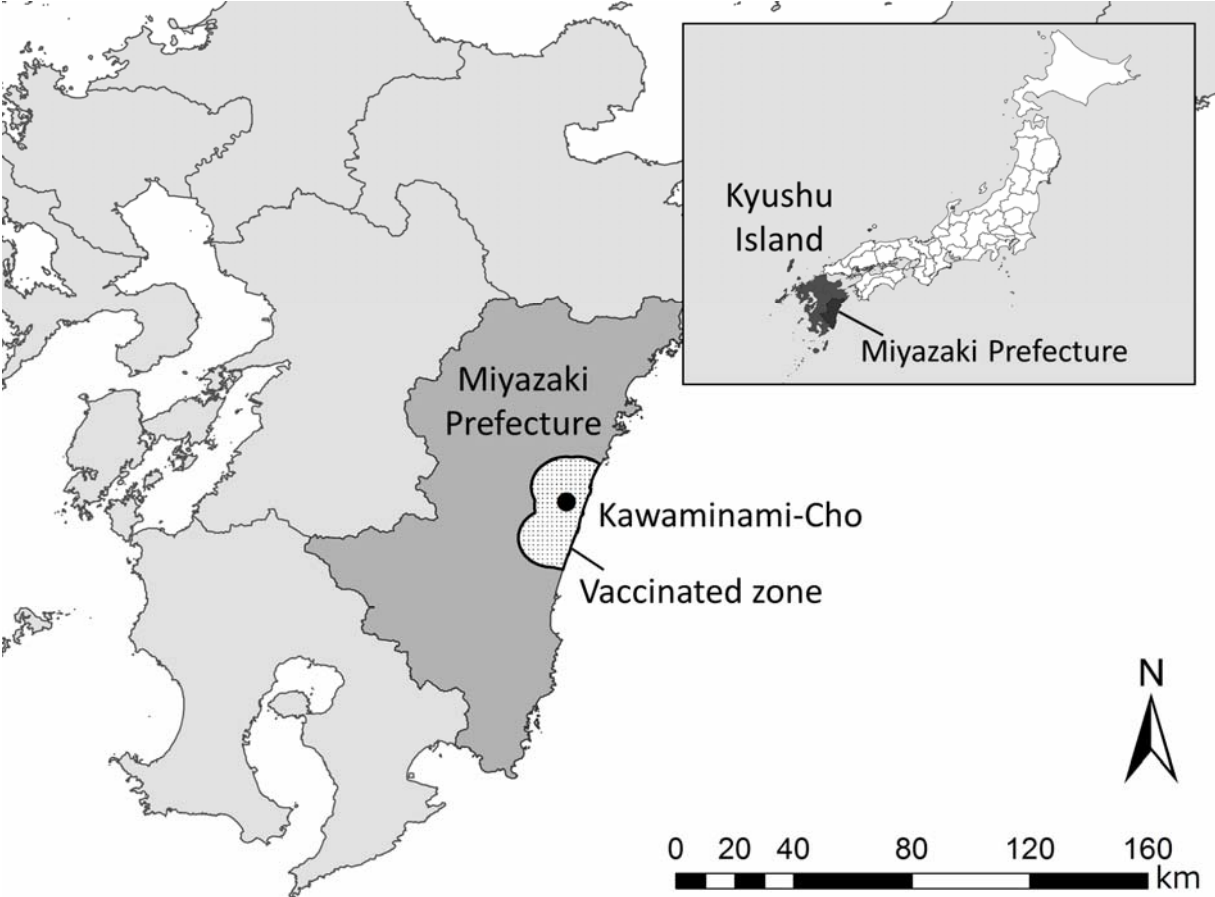 Kyushu
Island
Miyazaki Prefecture
Miyazaki
Prefecture
Kawaminami-Cho
Vaccinated zone
N
0 20 40 80 120 160
km